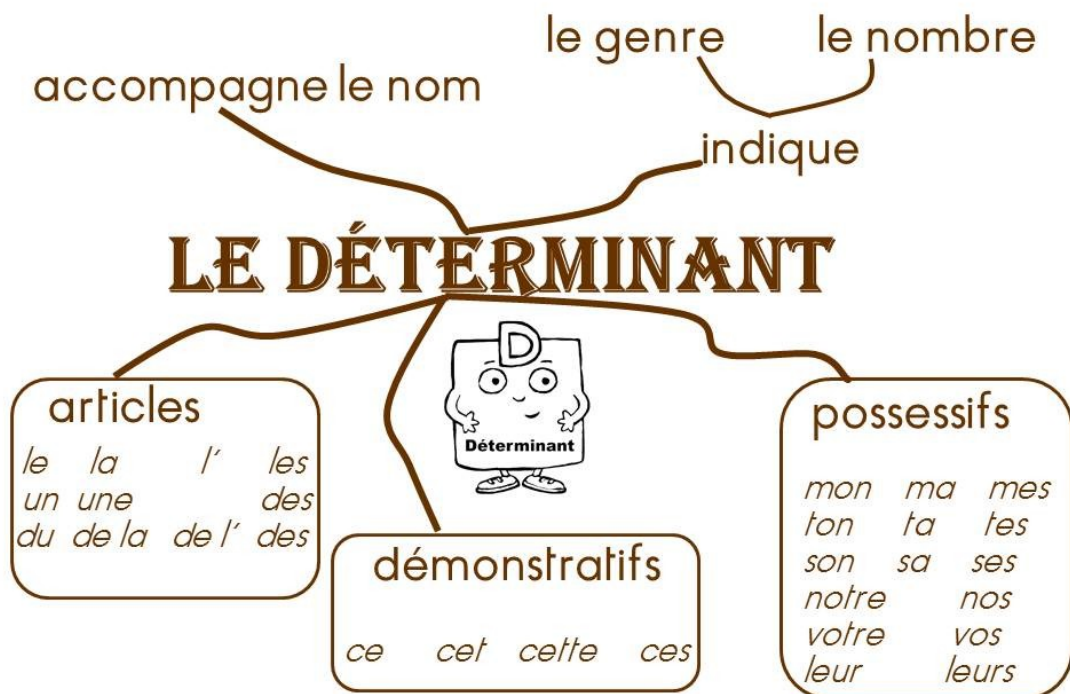 le genre le nombre
accompagne le nom
indique
LE DÉTERMINANT
D
Déterminant
articles
le la l' les
un une des
du de la de l' des
démonstratifs
ce cet cette ces
possessifs
mon ma mes
ton ta tes
son sa ses
notre nos
votre vos
leur leurs